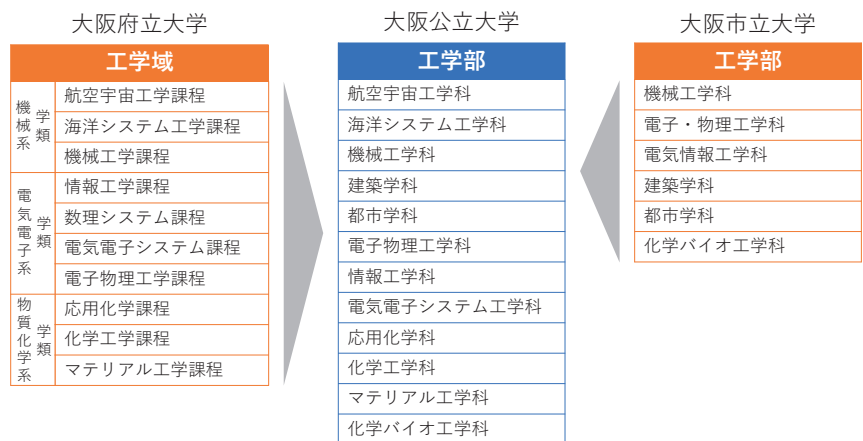 大阪府立大学
工学域
機械系学類
航空宇宙工学課程
海洋システム工学課程
機械工学課程
電気電子系学類
情報工学課程
数理システム課程
電気電子システム課程
電子物理工学課程
物質化学系学類
応用化学課程
化学工学課程
マテリアル工学課程
大阪公立大学
工学部
航空宇宙工学科
海洋システム工学科
機械工学科
建築学科
都市学科
電子物理工学科
情報工学科
電気電子システム工学科
応用化学科
化学工学科
マテリアル工学科
化学バイオ工学科
大阪市立大学
工学部
機械工学科
電子・物理工学科
電気情報工学科
建築学科
都市学科
化学バイオ工学科